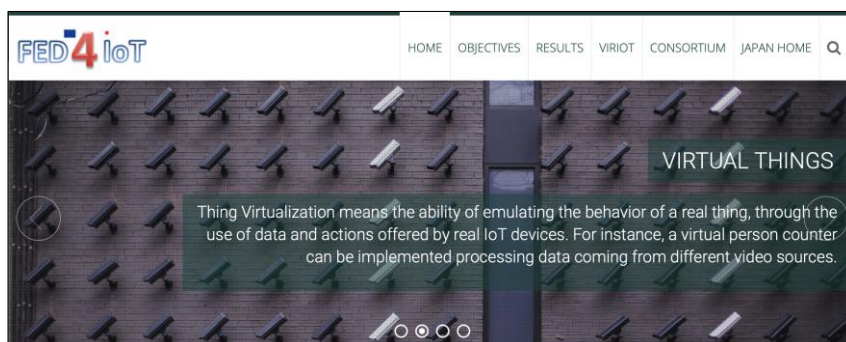 FED4IoT
HOME OBJECTIVES RESULTS VIRIOT CONSORTIUM JAPAN HOME
VIRTUAL THINGS
Thing Virtualization means the ability of emulating the behavior of a real thing, through the
use of data and actions offered by real IoT devices. For instance, a virtual person counter
can be implemented processing data coming from different video sources.